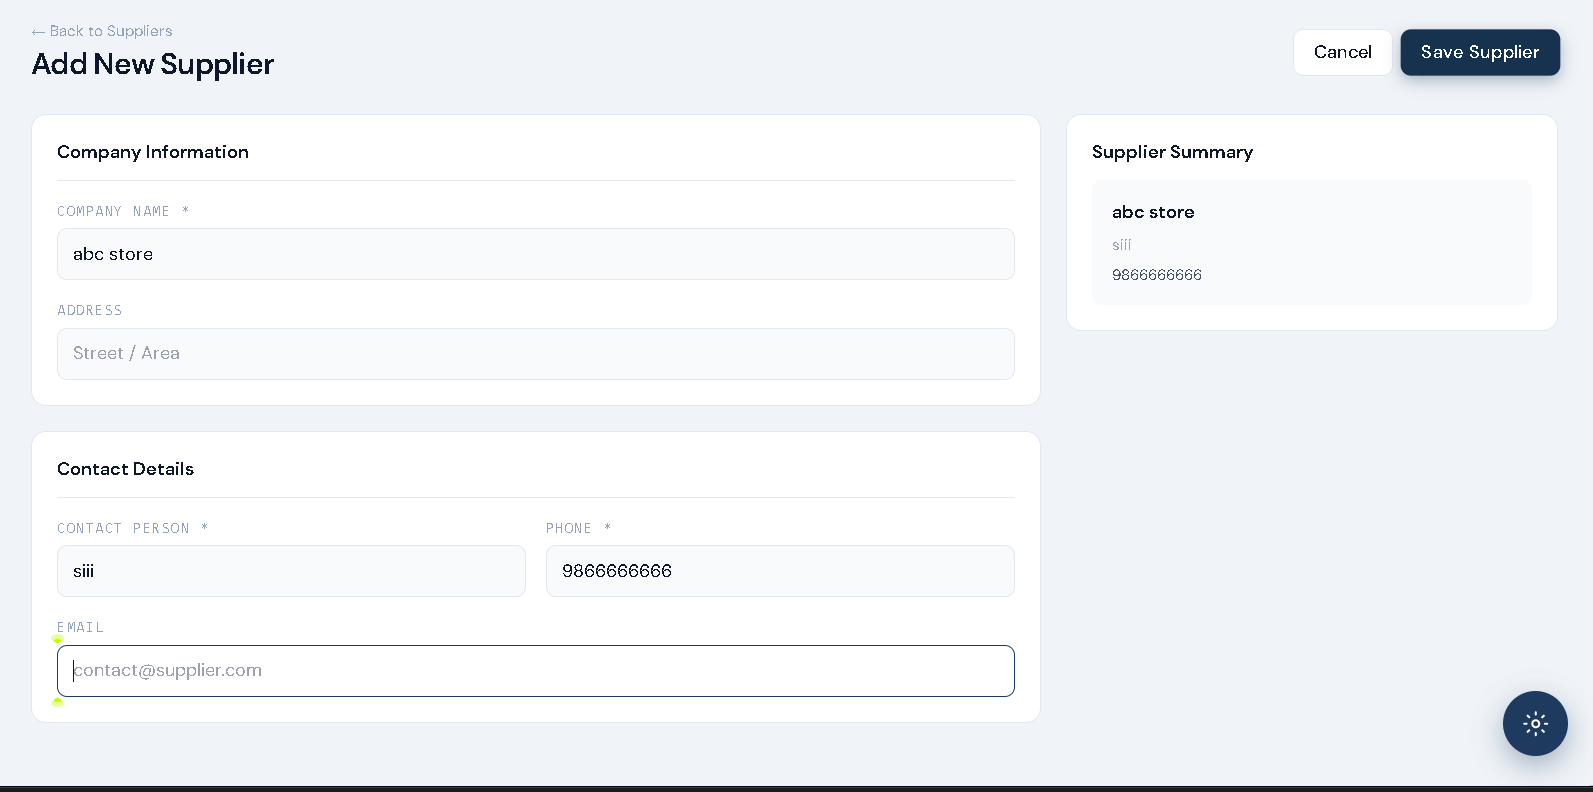 ← Back to Suppliers
Add New Supplier
Cancel
Save Supplier
Company Information
COMPANY NAME *
abc store
ADDRESS
Street / Area
Contact Details
CONTACT PERSON *
PHONE *
siii
9866666666
EMAIL
contact@supplier.com
Supplier Summary
abc store
siii
9866666666